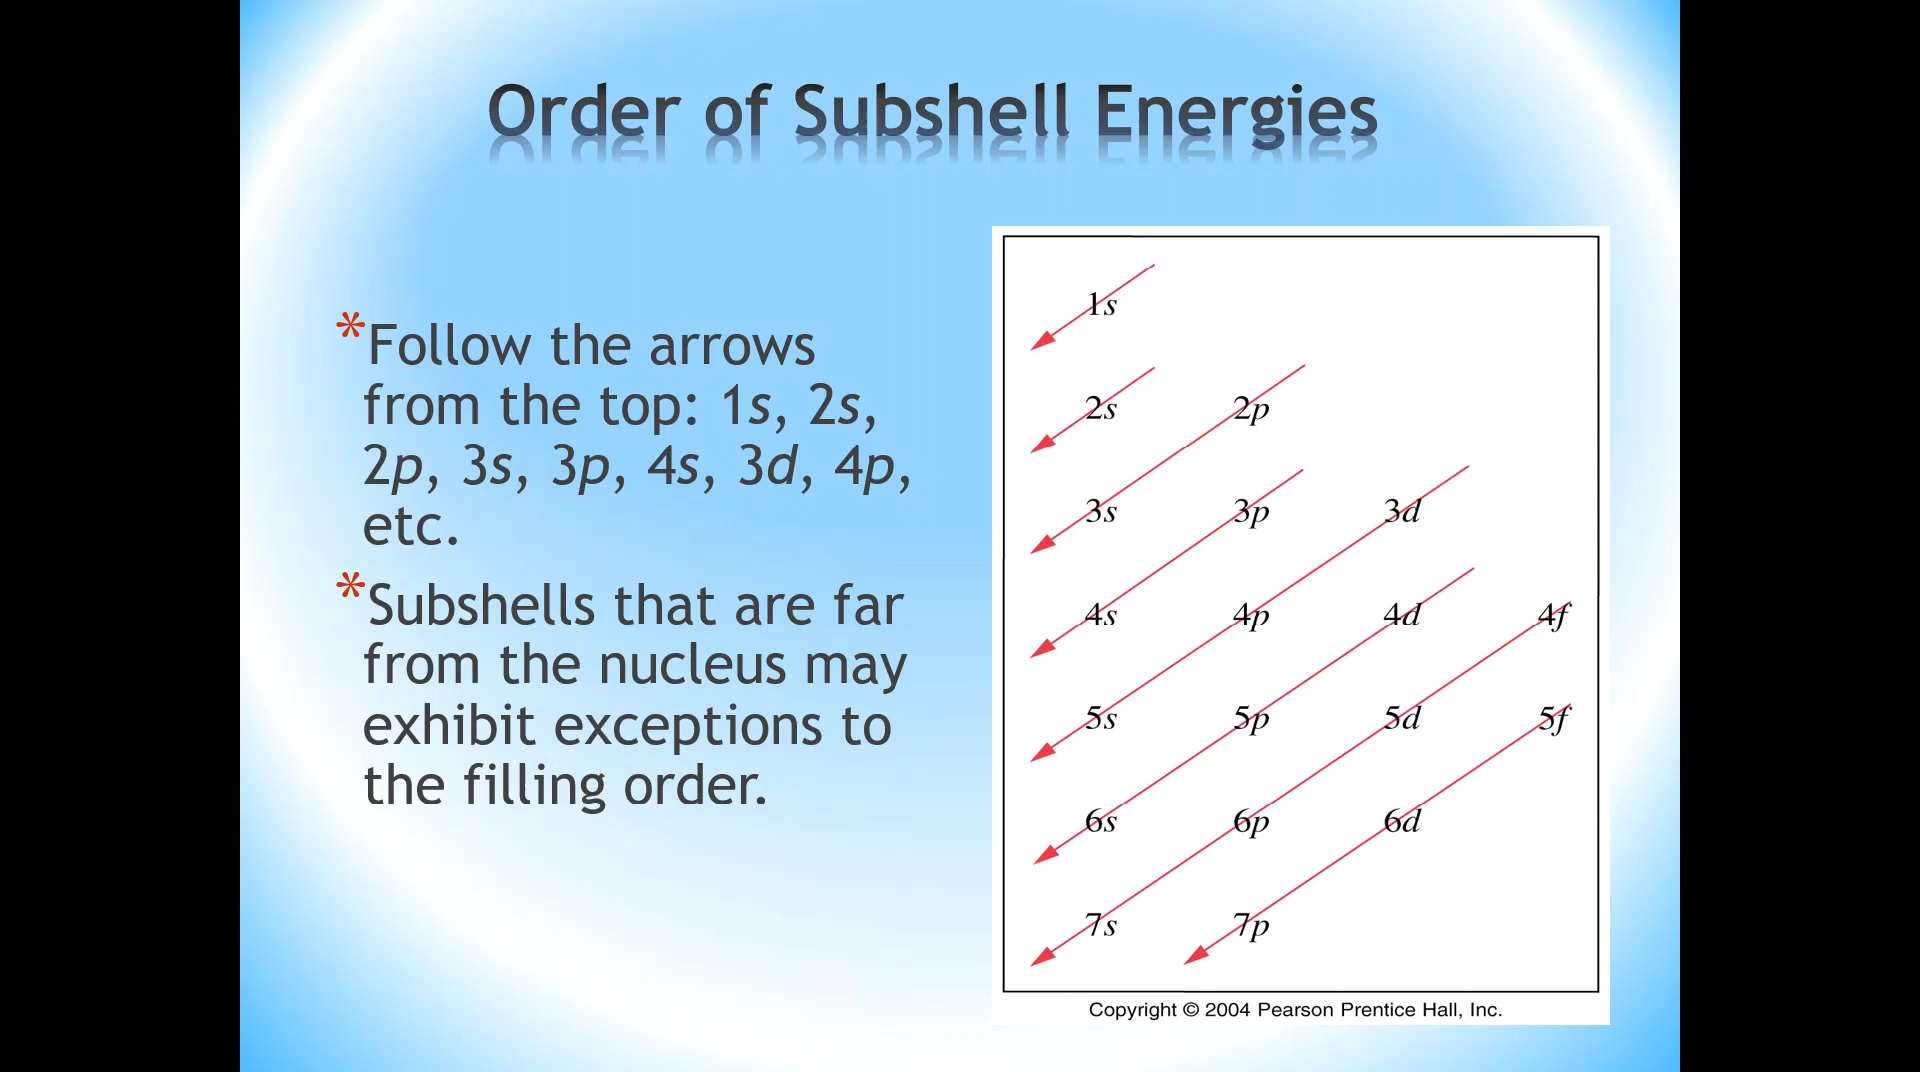 Order of Subshell Energies
*Follow the arrows
from the top: 1s, 2s,
2p, 3s, 3p, 4s, 3d, 4p,
etc.
*Subshells that are far
from the nucleus may
exhibit exceptions to
the filling order.
1s
2s 2p
3s 3p 3d
4s 4p 4d 4f
5s 5p 5d 5f
6s 6p 6d
7s 7p
Copyright © 2004 Pearson Prentice Hall, Inc.